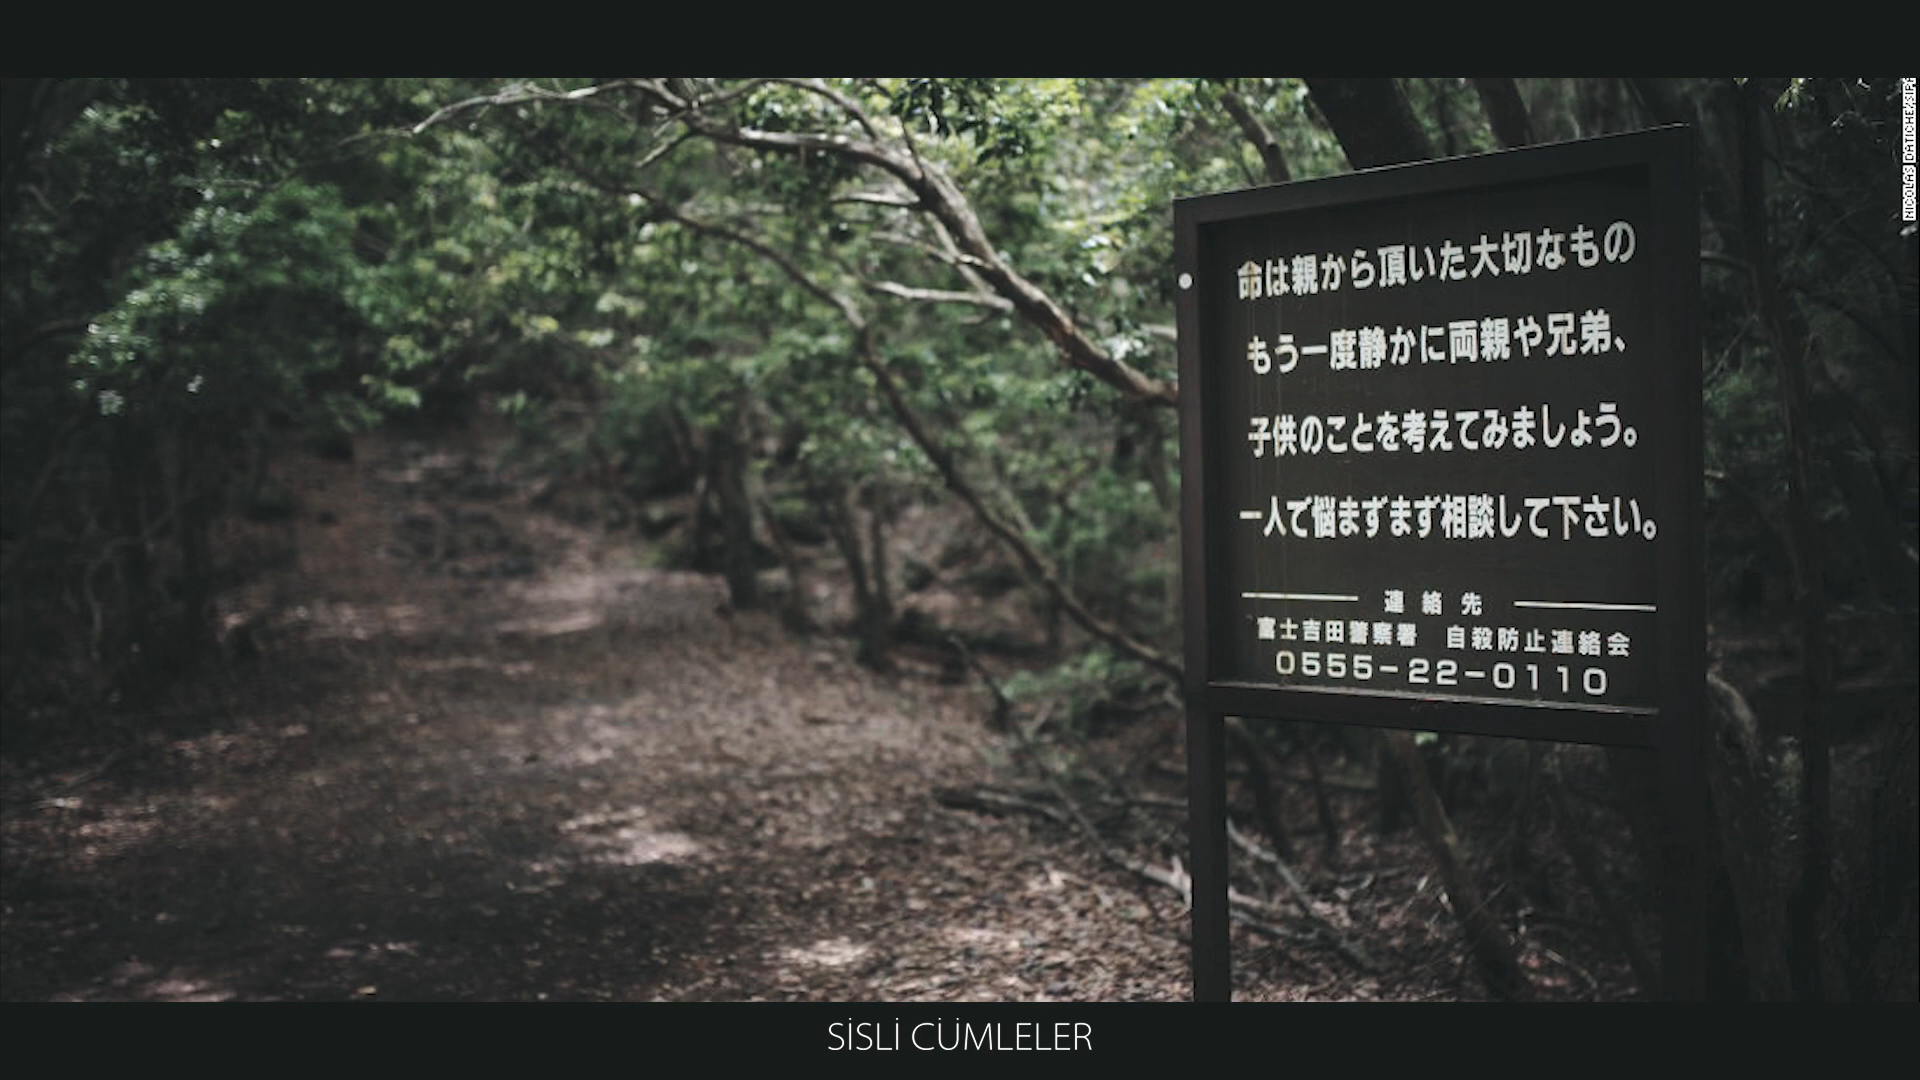 命は親から頂いた大切なもの
もう一度静かに両親や兄弟、
子供のことを考えてみましょう。
一人で悩まずまず相談して下さい。
連絡先
富士吉田警察署 自殺防止連絡会
0555-22-0110
NICOLAS DATICHE/SIPA
SİSLİ CÜMLELER